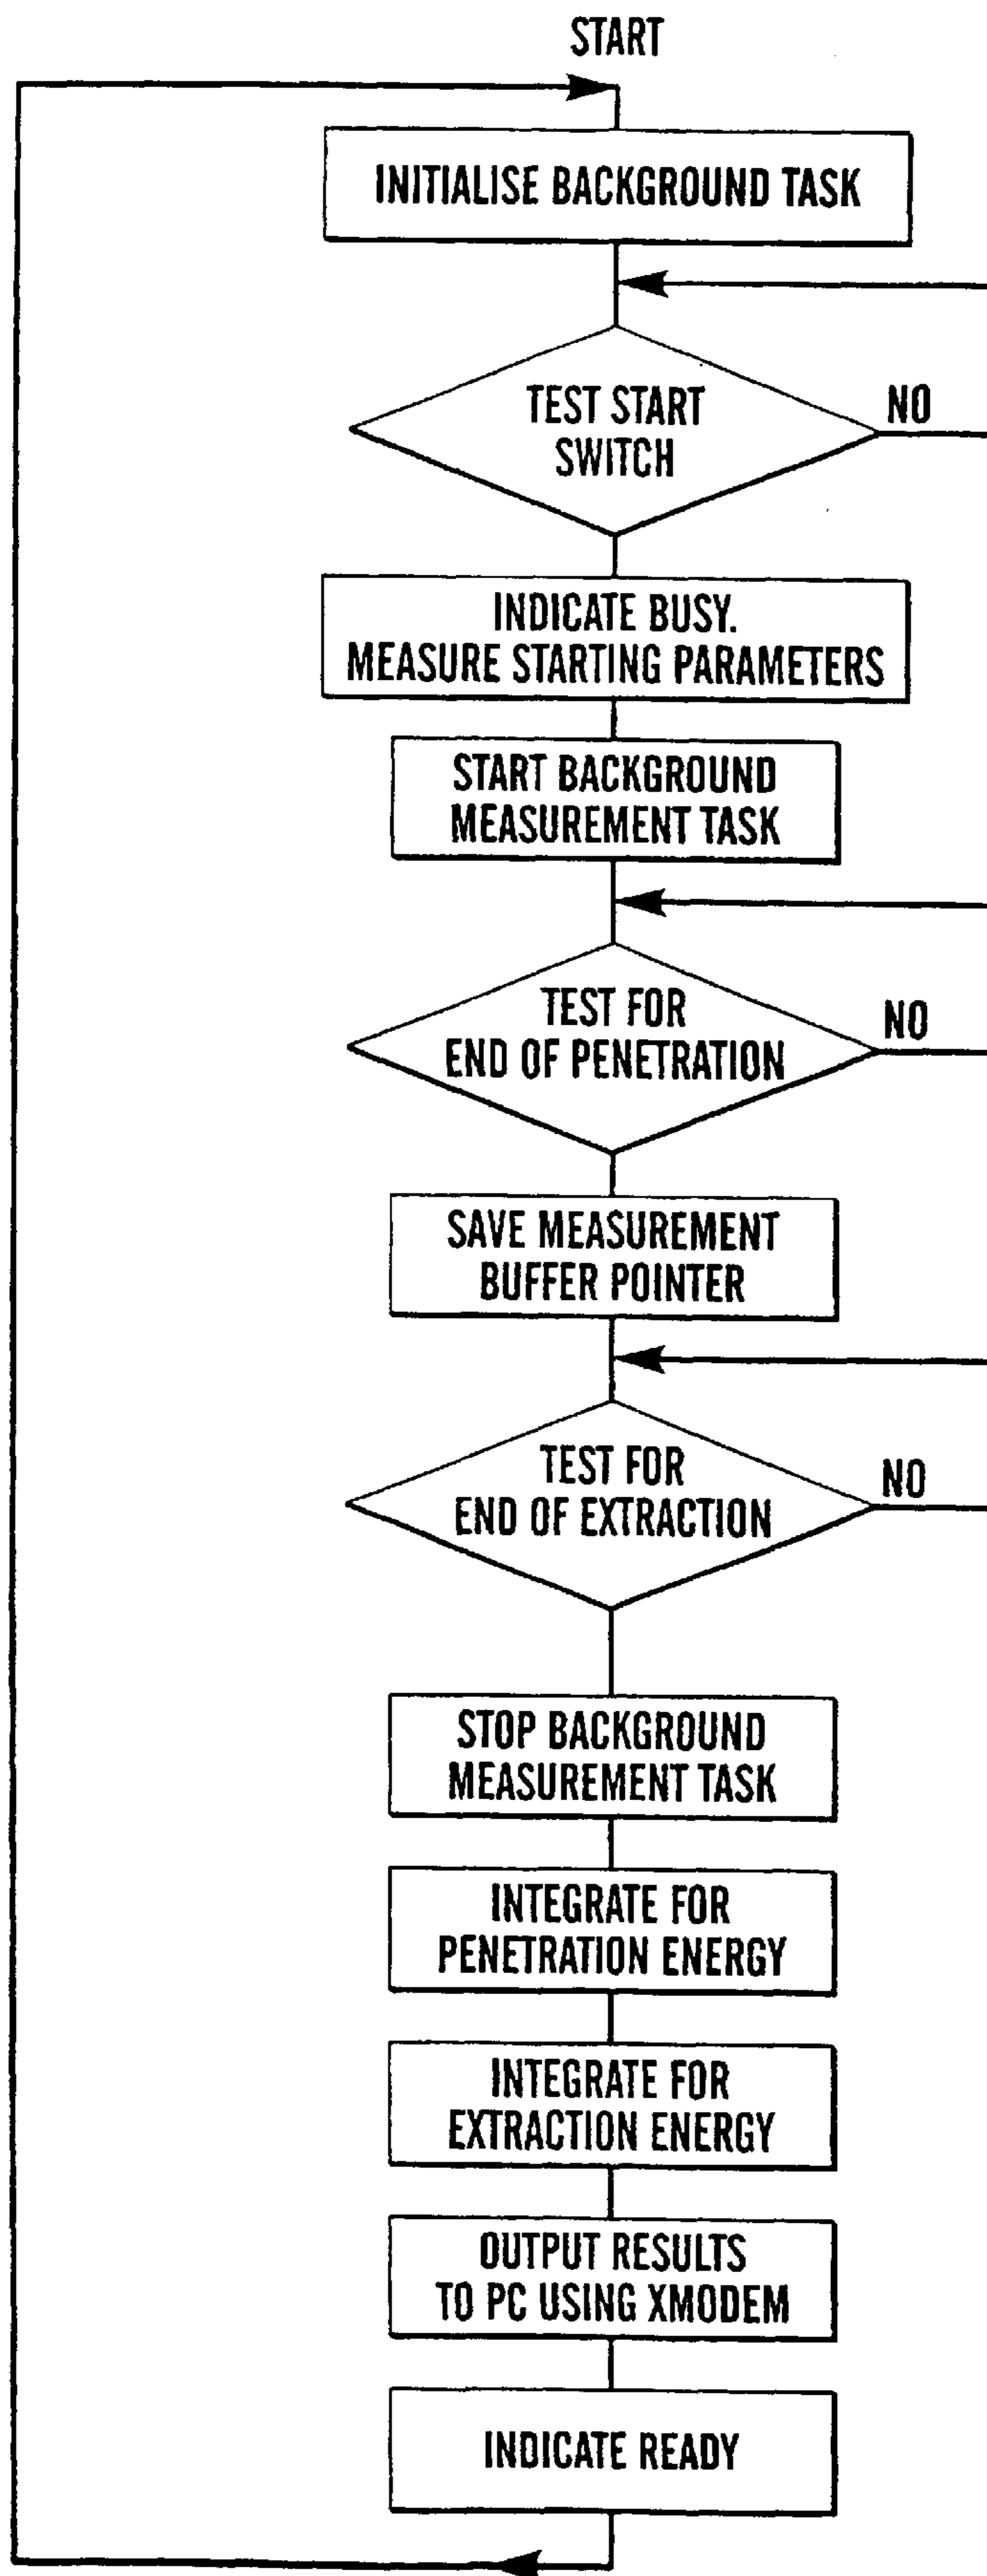 START
INITIALISE BACKGROUND TASK
TEST START
SWITCH
NO
INDICATE BUSY.
MEASURE STARTING PARAMETERS
START BACKGROUND
MEASUREMENT TASK
TEST FOR
END OF PENETRATION
NO
SAVE MEASUREMENT
BUFFER POINTER
TEST FOR
END OF EXTRACTION
NO
STOP BACKGROUND
MEASUREMENT TASK
INTEGRATE FOR
PENETRATION ENERGY
INTEGRATE FOR
EXTRACTION ENERGY
OUTPUT RESULTS
TO PC USING XMODEM
INDICATE READY